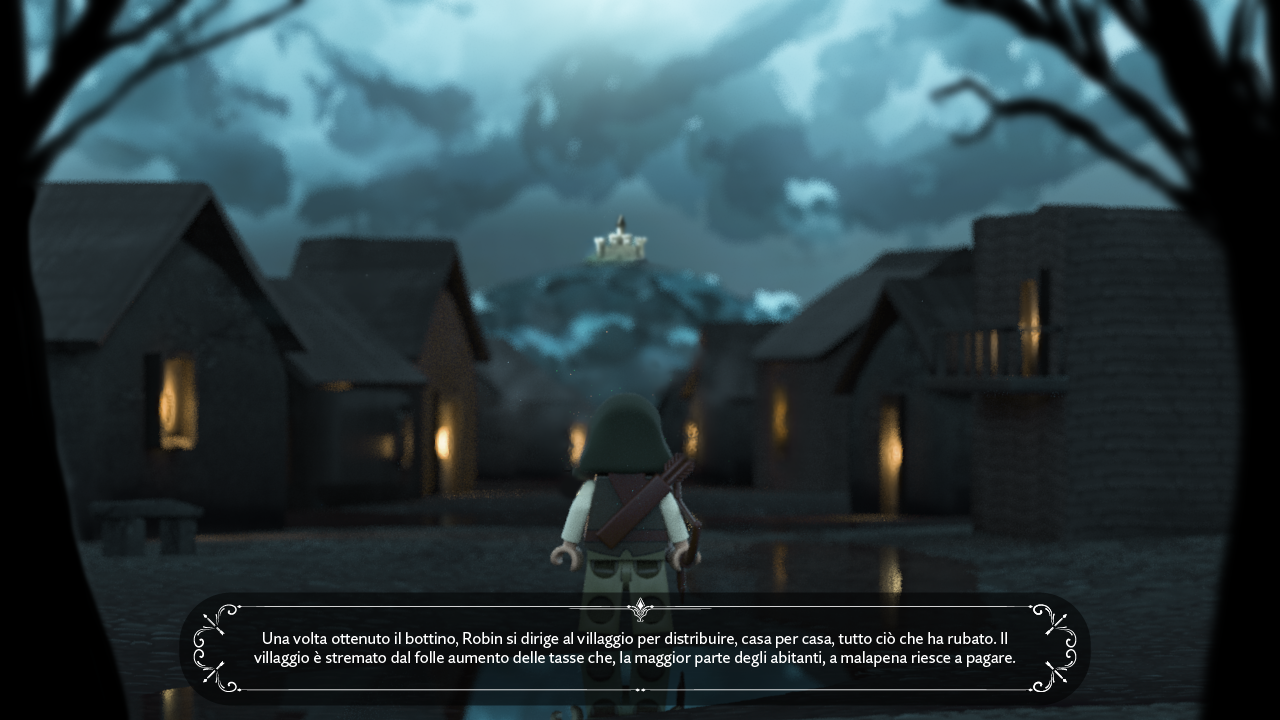 Una volta ottenuto il bottino, Robin si dirige al villaggio per distribuire, casa per casa, tutto ciò che ha rubato. Il
villaggio è stremato dal folle aumento delle tasse che, la maggior parte degli abitanti, a malapena riesce a pagare.